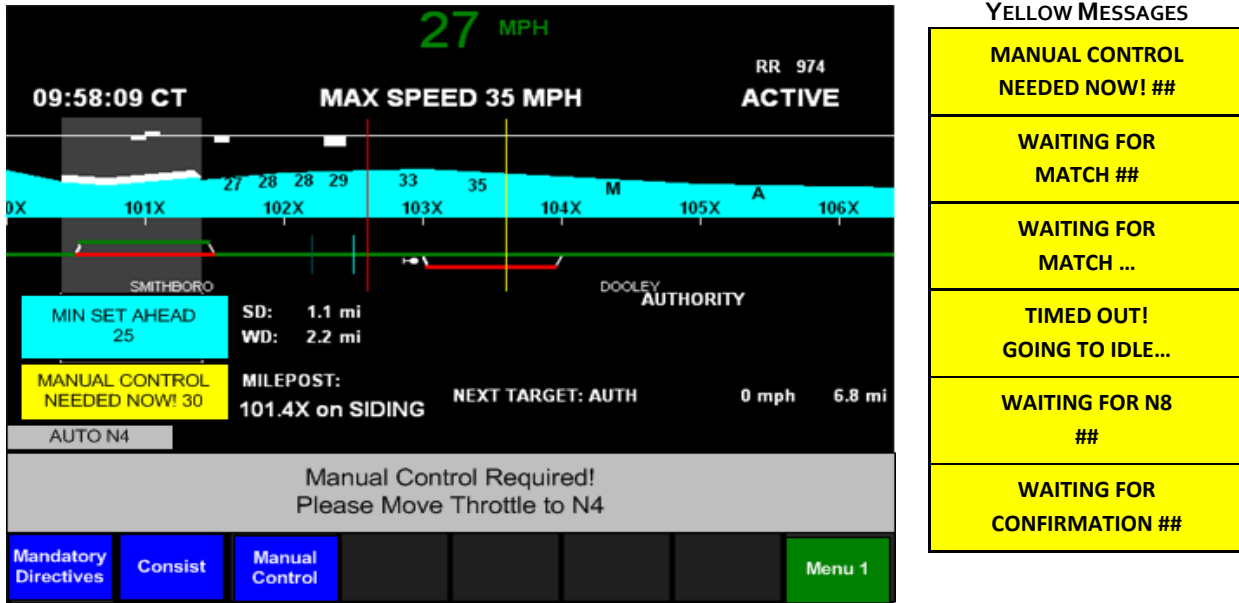 27 MPH
RR 974
09:58:09 CT MAX SPEED 35 MPH ACTIVE
27 28 28 29 33 35 M A
0X 101X 102X 103X 104X 105X 106X
SMITHBORO DOOLEY
AUTHORITY
MIN SET AHEAD
25
SD: 1.1 mi
WD: 2.2 mi
MANUAL CONTROL
NEEDED NOW! 30
MILEPOST:
101.4X on SIDING
NEXT TARGET: AUTH 0 mph 6.8 mi
AUTO N4
Manual Control Required!
Please Move Throttle to N4
Mandatory
Directives
Consist
Manual
Control
Menu 1
YELLOW MESSAGES
MANUAL CONTROL
NEEDED NOW! ##
WAITING FOR
MATCH ##
WAITING FOR
MATCH ...
TIMED OUT!
GOING TO IDLE...
WAITING FOR N8
##
WAITING FOR
CONFIRMATION ##